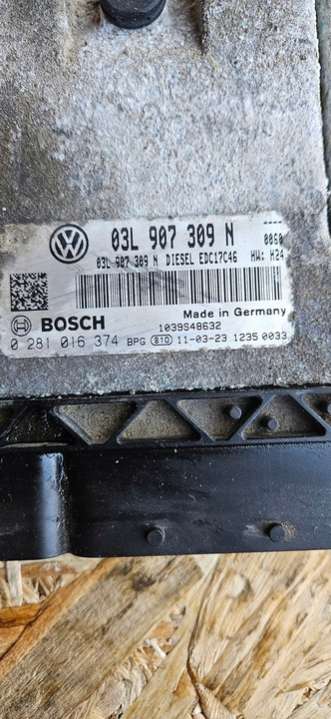 03L 907 309 N 0060
03L 907 309 N DIESEL EDC17C46 HW: H24
BOSCH Made in Germany
1039S48632
0 281 016 374 BPG 810 11-03-23 1235 0033